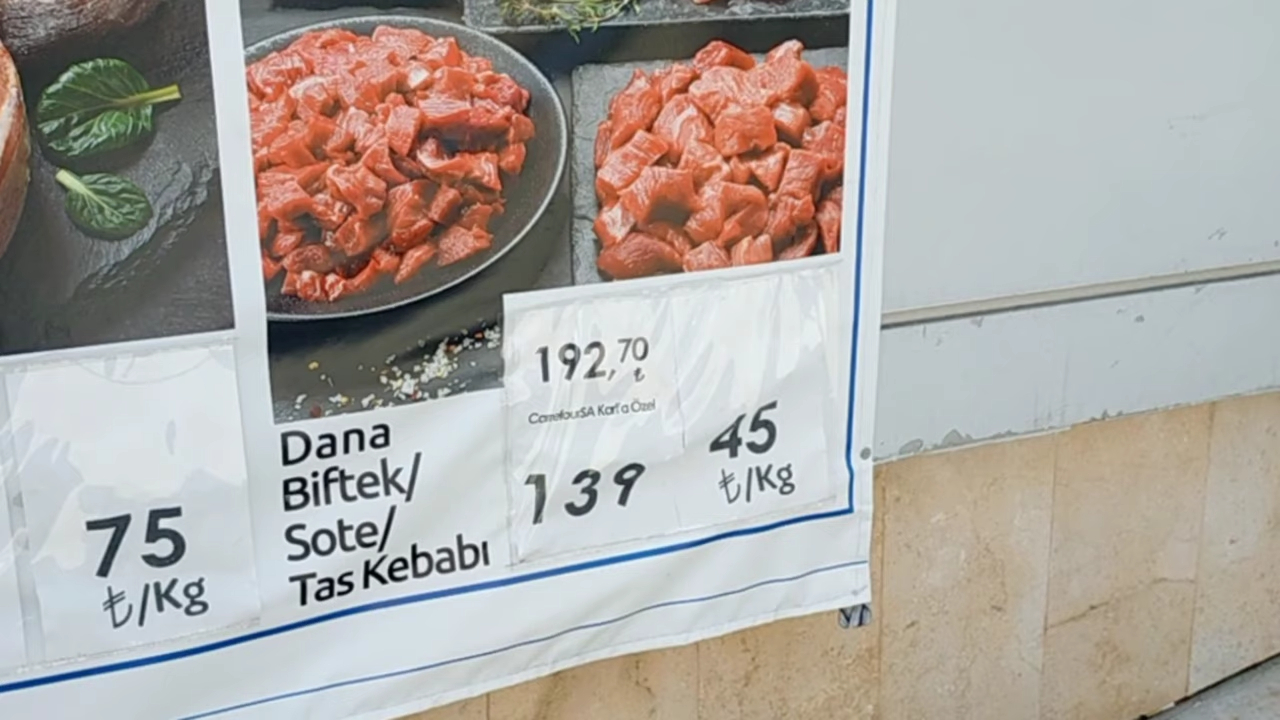 75
₺/Kg
Dana
Biftek/
Sote/
Tas Kebabı
192,70
₺
CarrefourSA Kart'a Özel
139
45
₺/Kg